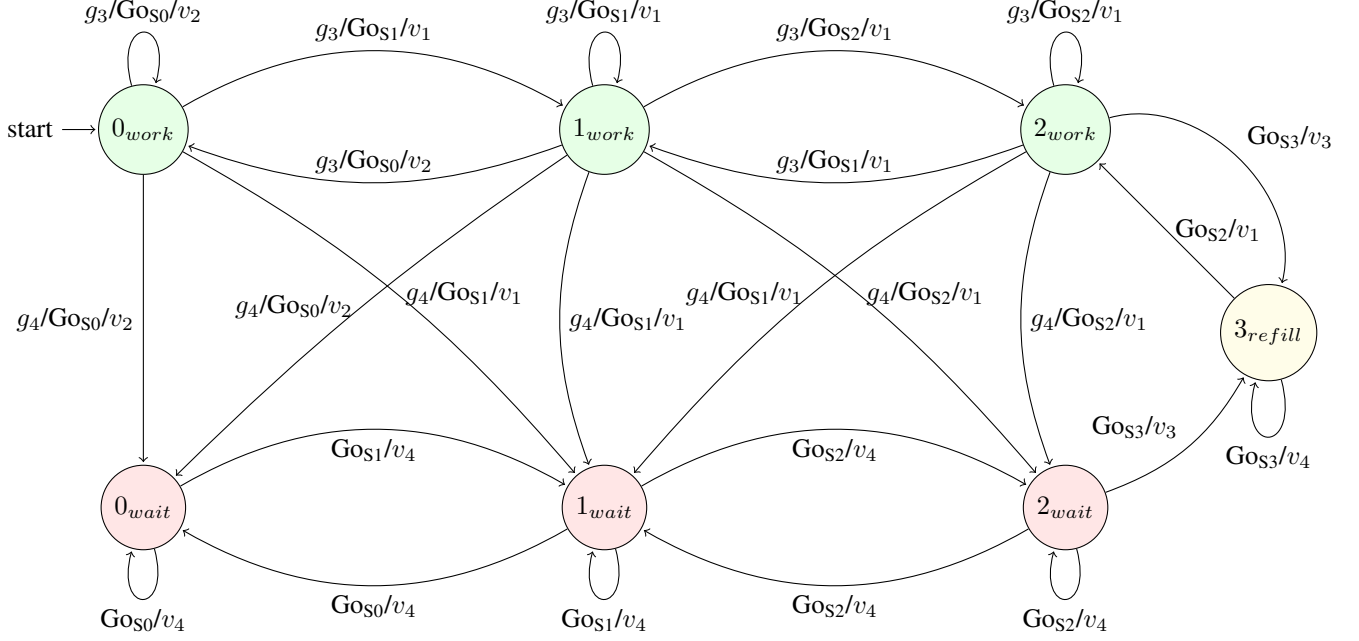 g3/GoS0/v2
g3/GoS1/v1
g3/GoS2/v1
g3/GoS1/v1
g3/GoS2/v1
start
0work
1work
2work
GoS3/v3
g3/GoS0/v2
g3/GoS1/v1
GoS2/v1
g4/GoS0/v2
g4/GoS0/v2
g4/GoS1/v1
g4/GoS1/v1
g4/GoS1/v1
g4/GoS2/v1
g4/GoS2/v1
3refill
GoS3/v3
GoS3/v4
GoS1/v4
GoS2/v4
0wait
1wait
2wait
GoS0/v4
GoS0/v4
GoS1/v4
GoS2/v4
GoS2/v4